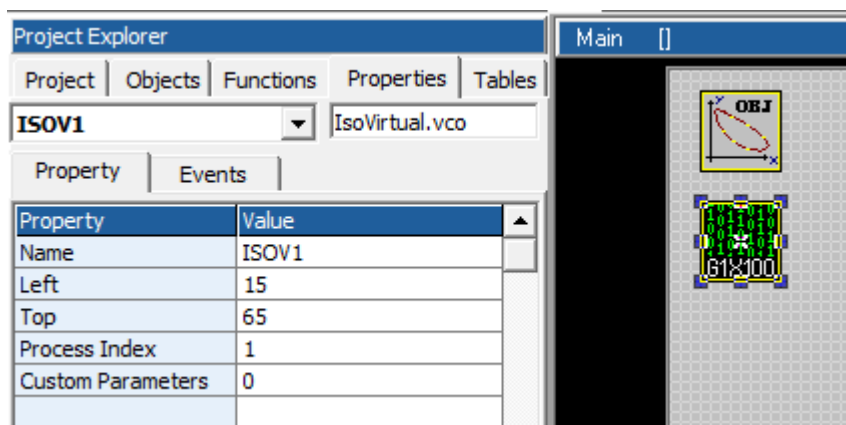 Project Explorer
Project Objects Functions Properties Tables
ISOV1 IsoVirtual.vco
Property Events
Property Value
Name ISOV1
Left 15
Top 65
Process Index 1
Custom Parameters 0
Main []
OBJ
Y
X
G1X100